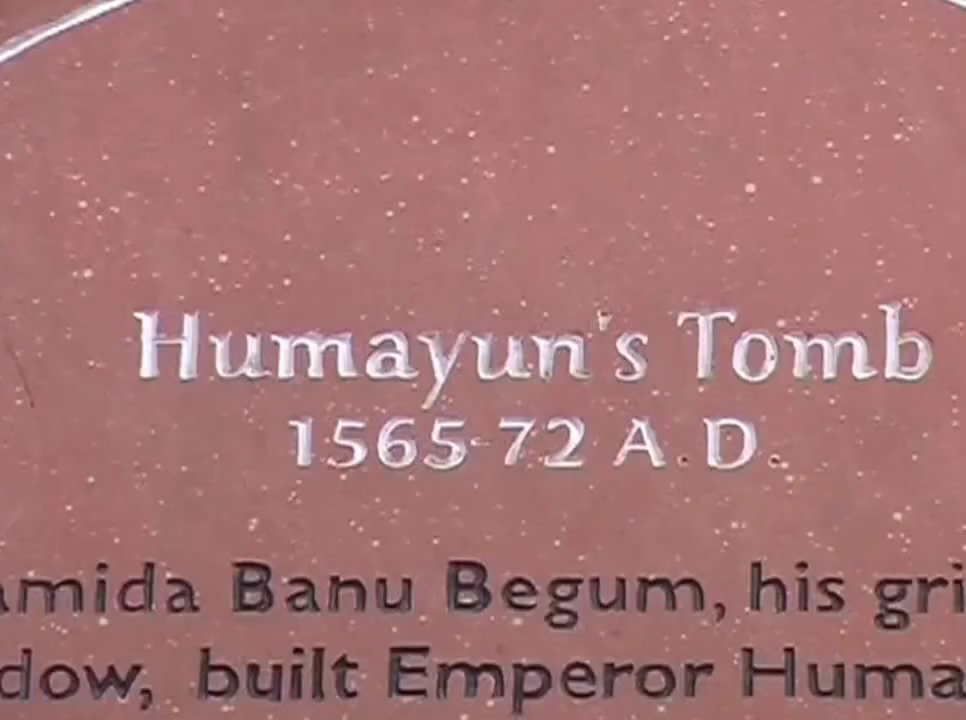 Humayun's Tomb
1565-72 A.D.
amida Banu Begum, his gri
dow, built Emperor Huma